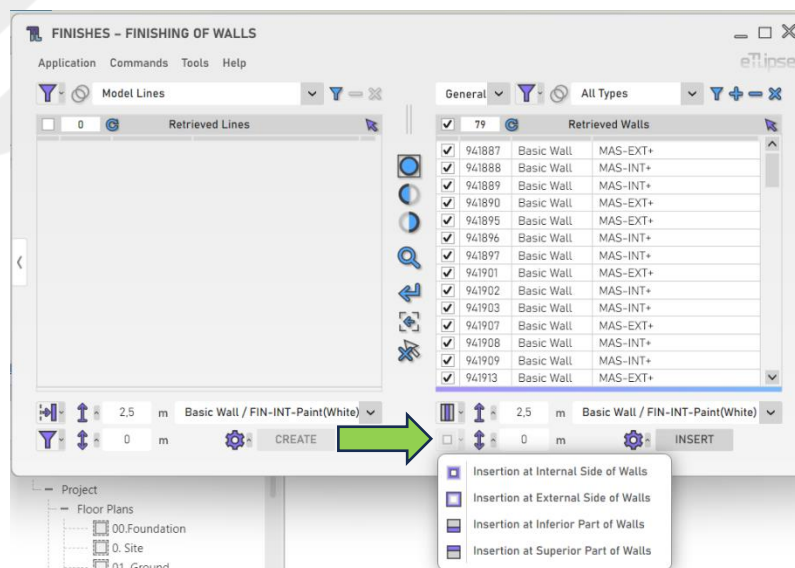 FINISHES – FINISHING OF WALLS
Application Commands Tools Help
eTLipse
Model Lines
General All Types
0 Retrieved Lines
79 Retrieved Walls
941887 Basic Wall MAS-EXT+
941888 Basic Wall MAS-INT+
941889 Basic Wall MAS-INT+
941890 Basic Wall MAS-EXT+
941895 Basic Wall MAS-EXT+
941896 Basic Wall MAS-INT+
941897 Basic Wall MAS-INT+
941901 Basic Wall MAS-EXT+
941902 Basic Wall MAS-INT+
941903 Basic Wall MAS-INT+
941907 Basic Wall MAS-EXT+
941908 Basic Wall MAS-INT+
941909 Basic Wall MAS-INT+
941913 Basic Wall MAS-EXT+
2,5 m Basic Wall / FIN-INT-Paint(White)
2,5 m Basic Wall / FIN-INT-Paint(White)
0 m CREATE
0 m INSERT
Insertion at Internal Side of Walls
Insertion at External Side of Walls
Insertion at Inferior Part of Walls
Insertion at Superior Part of Walls
Project
Floor Plans
00.Foundation
0. Site
01. Ground